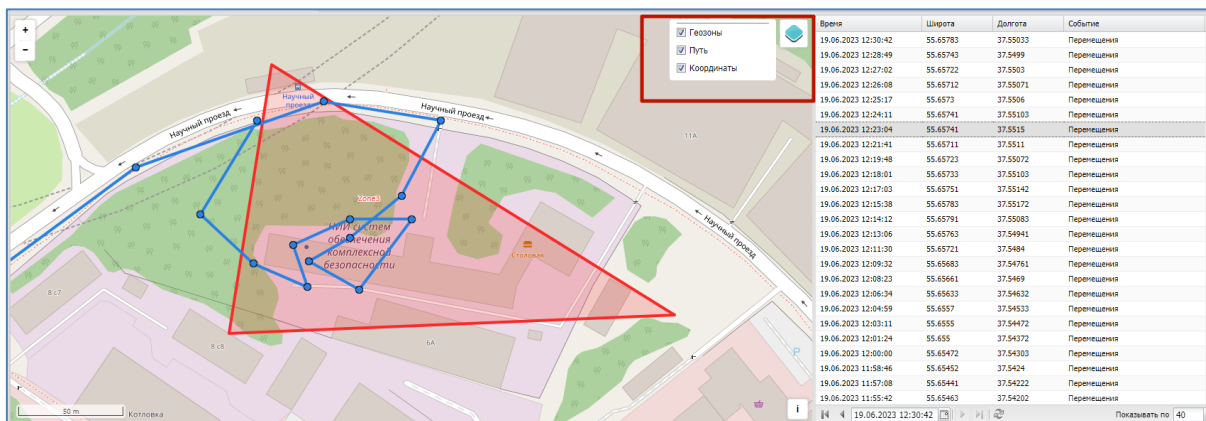 +
−
Геозоны
Путь
Координаты
Научный
проезд
Научный проезд
Научный проезд
Научный проезд
11А
Zone3
НИИ систем
обеспечения
комплексной
безопасности
Столовая
8 с7
8 с8
6А
P
50 m
Котловка
i
Время Широта Долгота Событие
19.06.2023 12:30:42 55.65783 37.55033 Перемещения
19.06.2023 12:28:49 55.65743 37.5499 Перемещения
19.06.2023 12:27:02 55.65722 37.5503 Перемещения
19.06.2023 12:26:08 55.65712 37.55071 Перемещения
19.06.2023 12:25:17 55.6573 37.5506 Перемещения
19.06.2023 12:24:11 55.65741 37.55103 Перемещения
19.06.2023 12:23:04 55.65741 37.5515 Перемещения
19.06.2023 12:21:41 55.65711 37.5511 Перемещения
19.06.2023 12:19:48 55.65723 37.55072 Перемещения
19.06.2023 12:18:01 55.65733 37.55103 Перемещения
19.06.2023 12:17:03 55.65751 37.55142 Перемещения
19.06.2023 12:15:38 55.65783 37.55172 Перемещения
19.06.2023 12:14:12 55.65791 37.55083 Перемещения
19.06.2023 12:13:06 55.65763 37.54941 Перемещения
19.06.2023 12:11:30 55.65721 37.5484 Перемещения
19.06.2023 12:09:32 55.65683 37.54761 Перемещения
19.06.2023 12:08:23 55.65661 37.5469 Перемещения
19.06.2023 12:06:34 55.65633 37.54632 Перемещения
19.06.2023 12:04:59 55.6557 37.54533 Перемещения
19.06.2023 12:03:11 55.6555 37.54472 Перемещения
19.06.2023 12:01:24 55.655 37.54372 Перемещения
19.06.2023 12:00:00 55.65472 37.54303 Перемещения
19.06.2023 11:58:46 55.65452 37.5424 Перемещения
19.06.2023 11:57:08 55.65441 37.54222 Перемещения
19.06.2023 11:55:42 55.65463 37.54202 Перемещения
19.06.2023 12:30:42 Показывать по 40